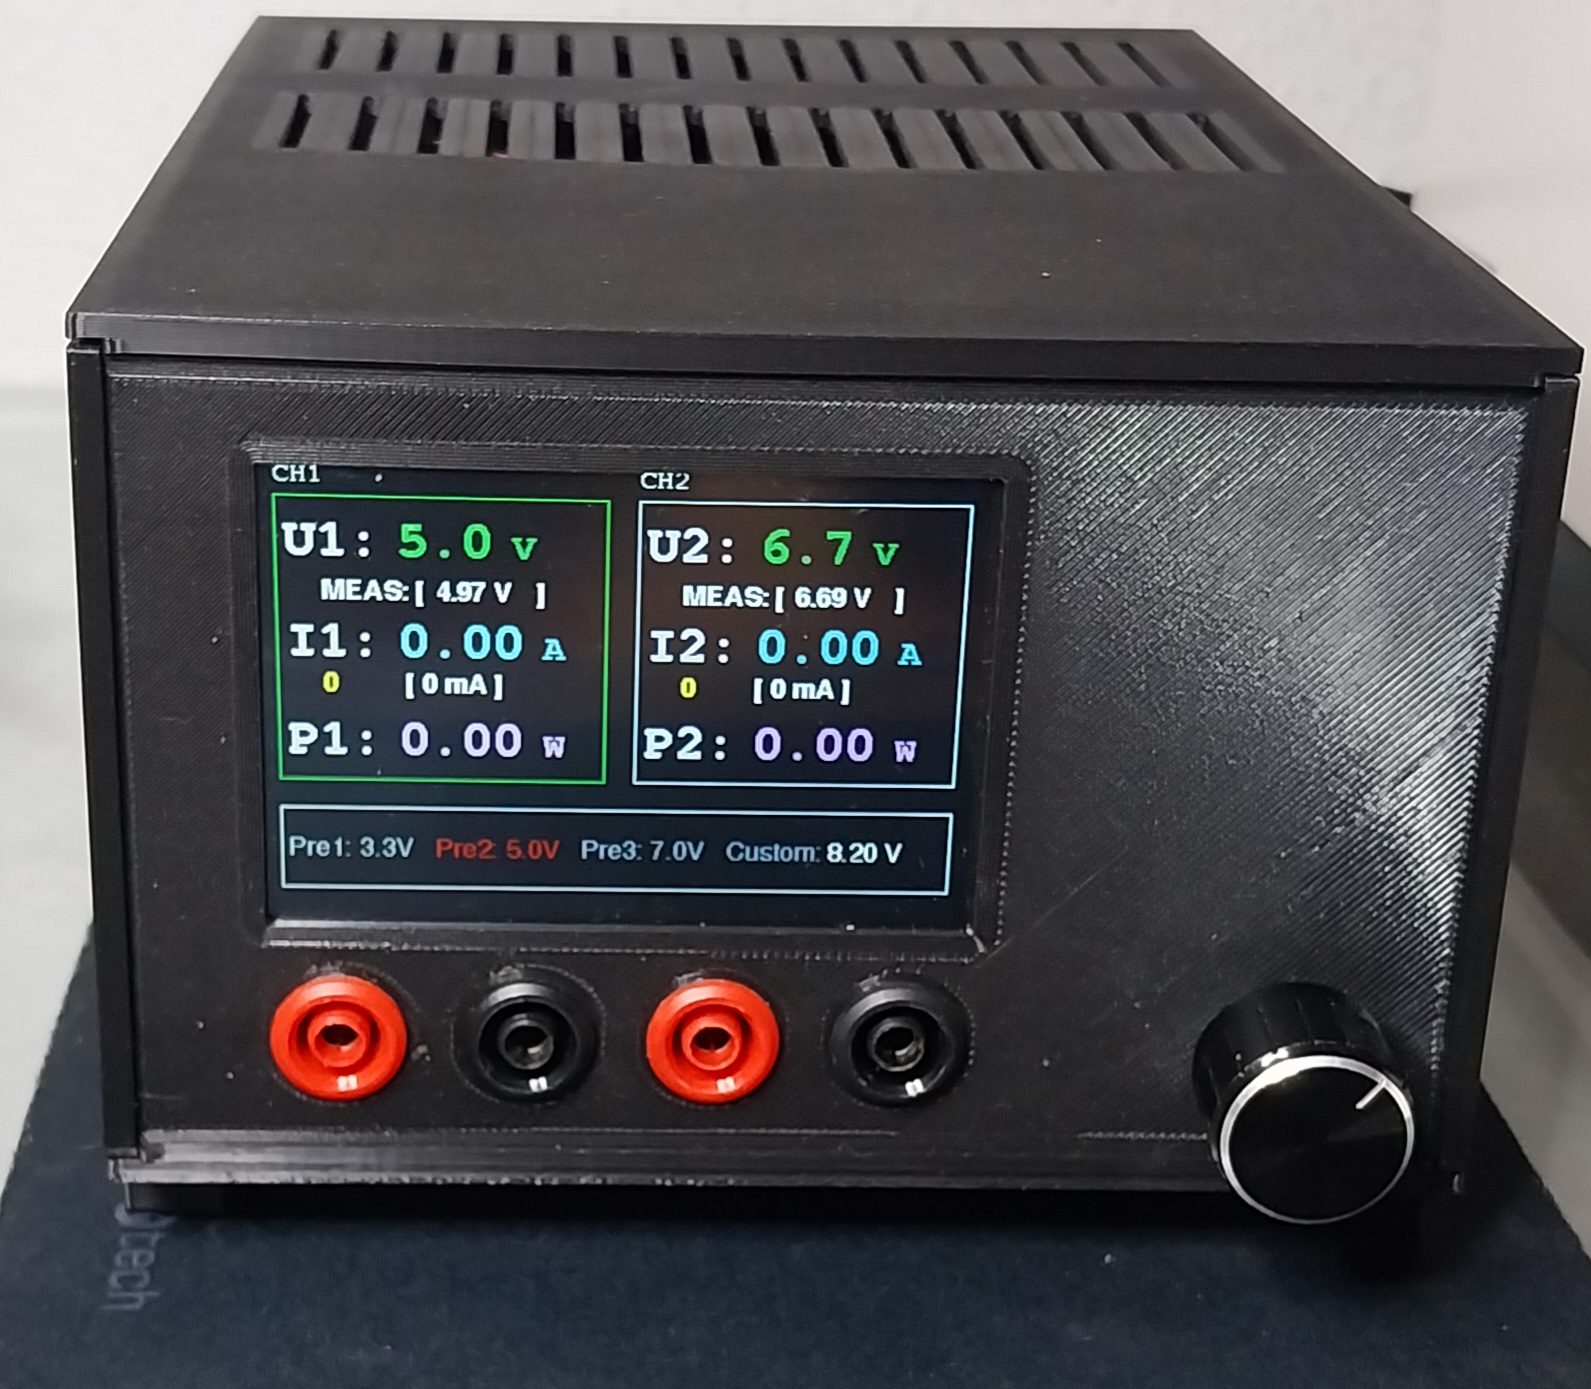 CH1
U1: 5.0 V
MEAS: [ 4.97 V ]
I1: 0.00 A
0 [ 0 mA ]
P1: 0.00 W
CH2
U2: 6.7 V
MEAS: [ 6.69 V ]
I2: 0.00 A
0 [ 0 mA ]
P2: 0.00 W
Pre1: 3.3V Pre2: 5.0V Pre3: 7.0V Custom: 8.20 V